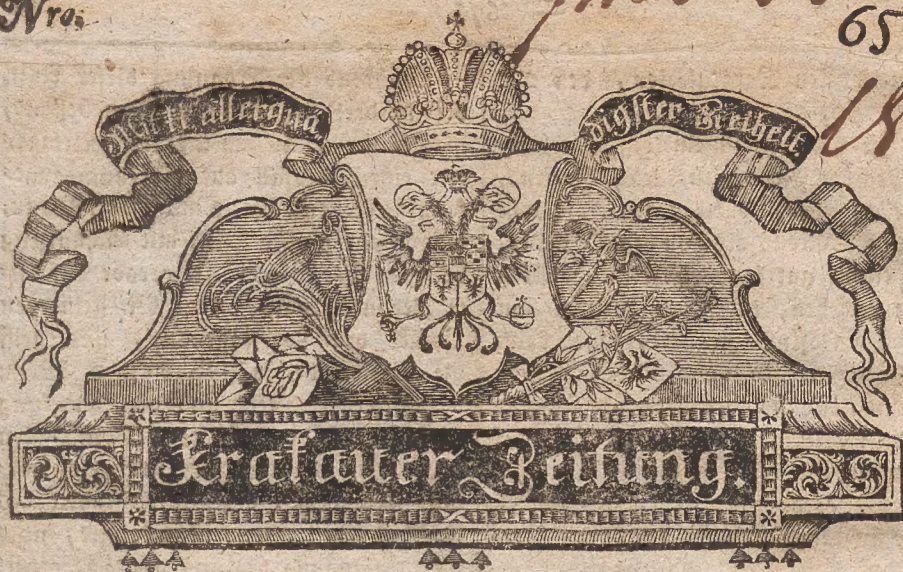 Nro: 65
Mit k k allergnä⸗ digster Freiheit.
Krakauer Zeitung.